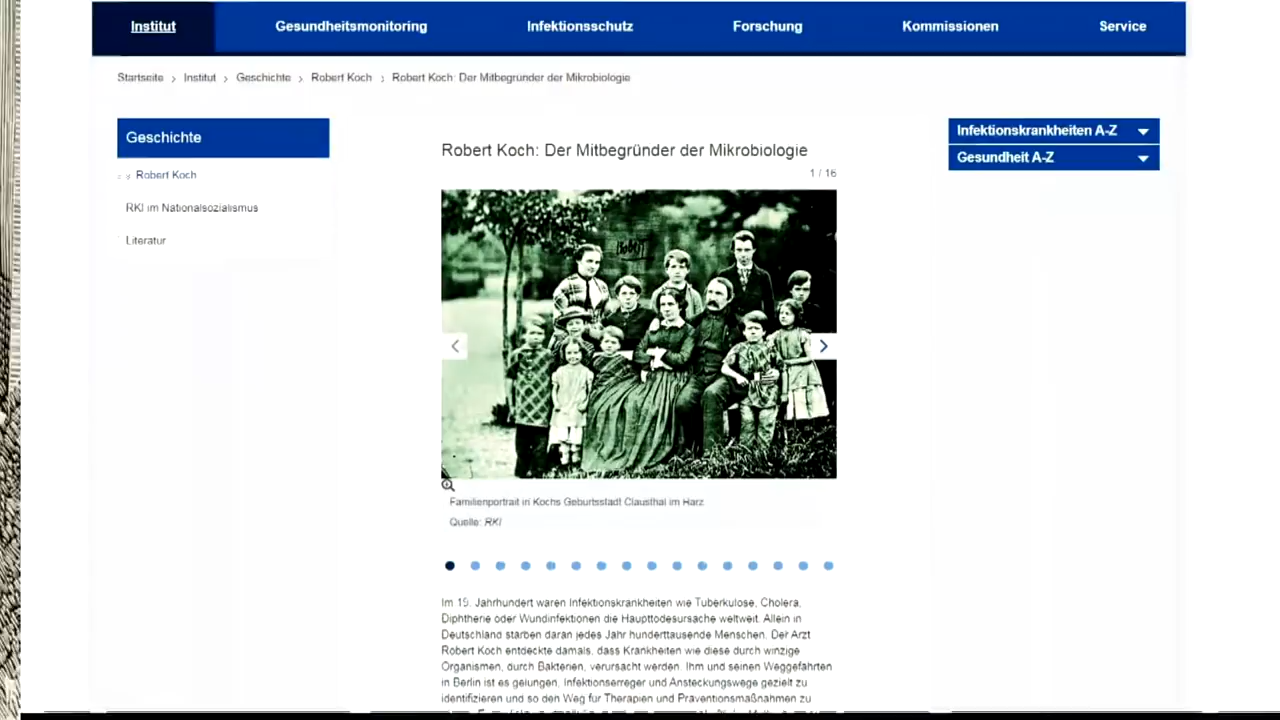 Institut Gesundheitsmonitoring Infektionsschutz Forschung Kommissionen Service
Startseite > Institut > Geschichte > Robert Koch > Robert Koch: Der Mitbegründer der Mikrobiologie
Geschichte
Robert Koch
RKI im Nationalsozialismus
Literatur
Robert Koch: Der Mitbegründer der Mikrobiologie
1 / 16
Familienportrait in Kochs Geburtsstadt Clausthal im Harz
Quelle: RKI
Im 19. Jahrhundert waren Infektionskrankheiten wie Tuberkulose, Cholera,
Diphtherie oder Wundinfektionen die Haupttodesursache weltweit. Allein in
Deutschland starben daran jedes Jahr hunderttausende Menschen. Der Arzt
Robert Koch entdeckte damals, dass Krankheiten wie diese durch winzige
Organismen, durch Bakterien, verursacht werden. Ihm und seinen Weggefährten
in Berlin ist es gelungen, Infektionserreger und Ansteckungswege gezielt zu
identifizieren und so den Weg für Therapien und Präventionsmaßnahmen zu
Infektionskrankheiten A-Z
Gesundheit A-Z